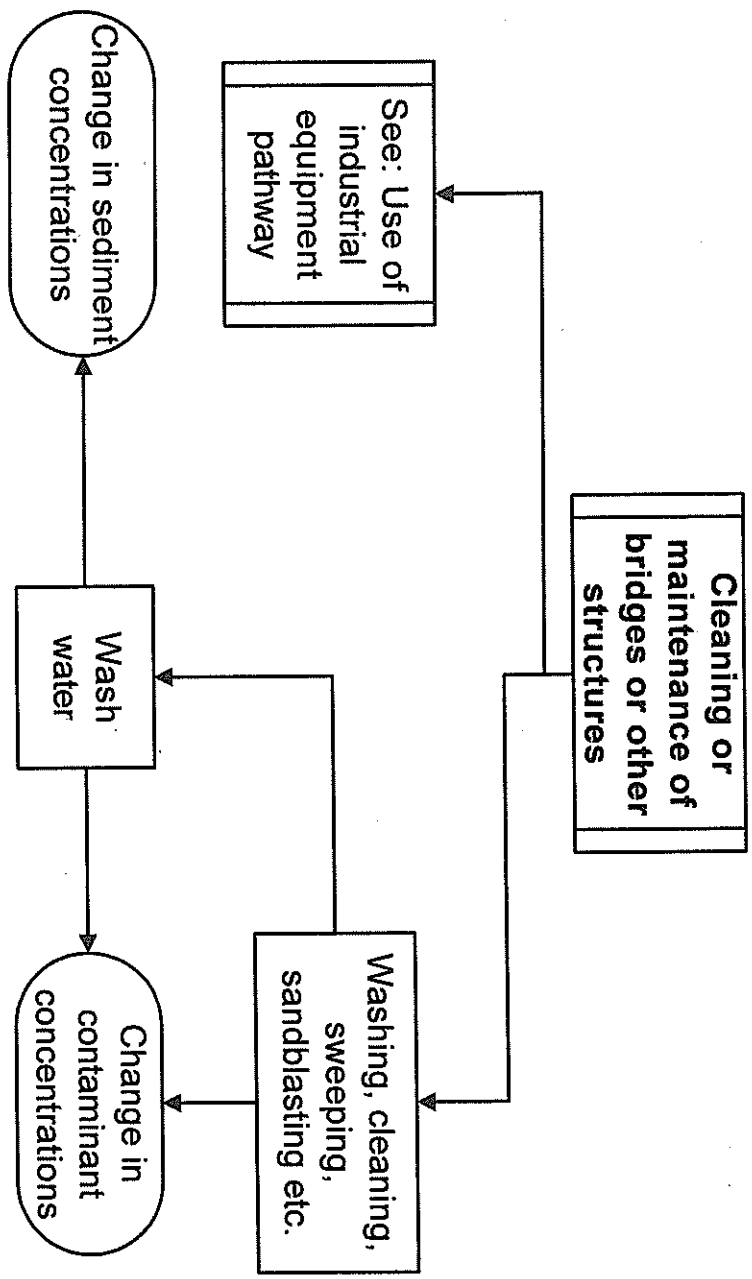 Cleaning or
maintenance of
bridges or other
structures
See: Use of
industrial
equipment
pathway
Washing, cleaning,
sweeping,
sandblasting etc.
Wash
water
Change in sediment
concentrations
Change in
contaminant
concentrations